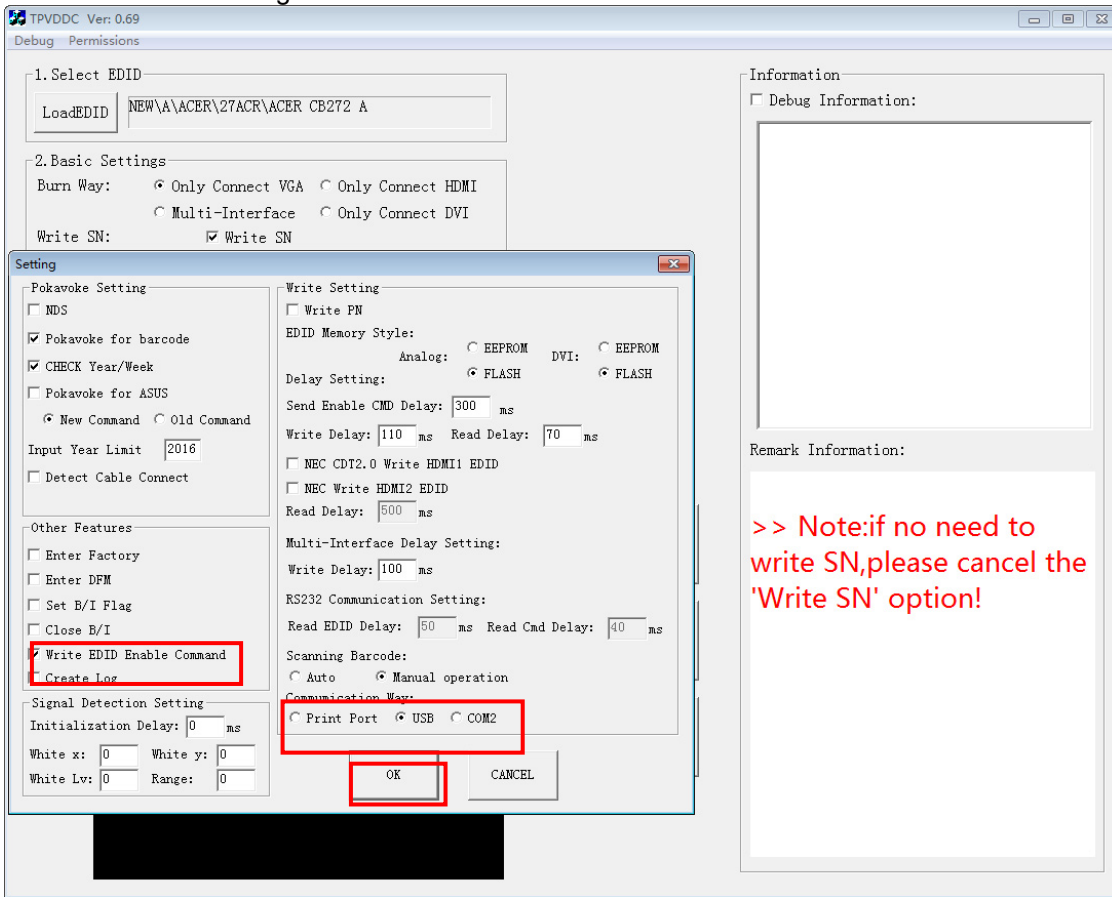 TPVDDC Ver: 0.69
Debug Permissions
1.Select EDID
LoadEDID NEW\A\ACER\27ACR\ACER CB272 A
2.Basic Settings
Burn Way: Only Connect VGA Only Connect HDMI
Multi-Interface Only Connect DVI
Write SN: Write SN
Setting
Pokavoke Setting
NDS
Pokavoke for barcode
CHECK Year/Week
Pokavoke for ASUS
New Command Old Command
Input Year Limit 2016
Detect Cable Connect
Other Features
Enter Factory
Enter DFM
Set B/I Flag
Close B/I
Write EDID Enable Command
Create Log
Signal Detection Setting
Initialization Delay: 0 ms
White x: 0 White y: 0
White Lv: 0 Range: 0
Write Setting
Write PN
EDID Memory Style:
Analog: EEPROM DVI: EEPROM
FLASH FLASH
Delay Setting:
Send Enable CMD Delay: 300 ms
Write Delay: 110 ms Read Delay: 70 ms
NEC CDT2.0 Write HDMI1 EDID
NEC Write HDMI2 EDID
Read Delay: 500 ms
Multi-Interface Delay Setting:
Write Delay: 100 ms
RS232 Communication Setting:
Read EDID Delay: 50 ms Read Cmd Delay: 40 ms
Scanning Barcode:
Auto Manual operation
Communication Way:
Print Port USB COM2
OK CANCEL
Information
Debug Information:
Remark Information:
>> Note:if no need to
write SN,please cancel the
'Write SN' option!